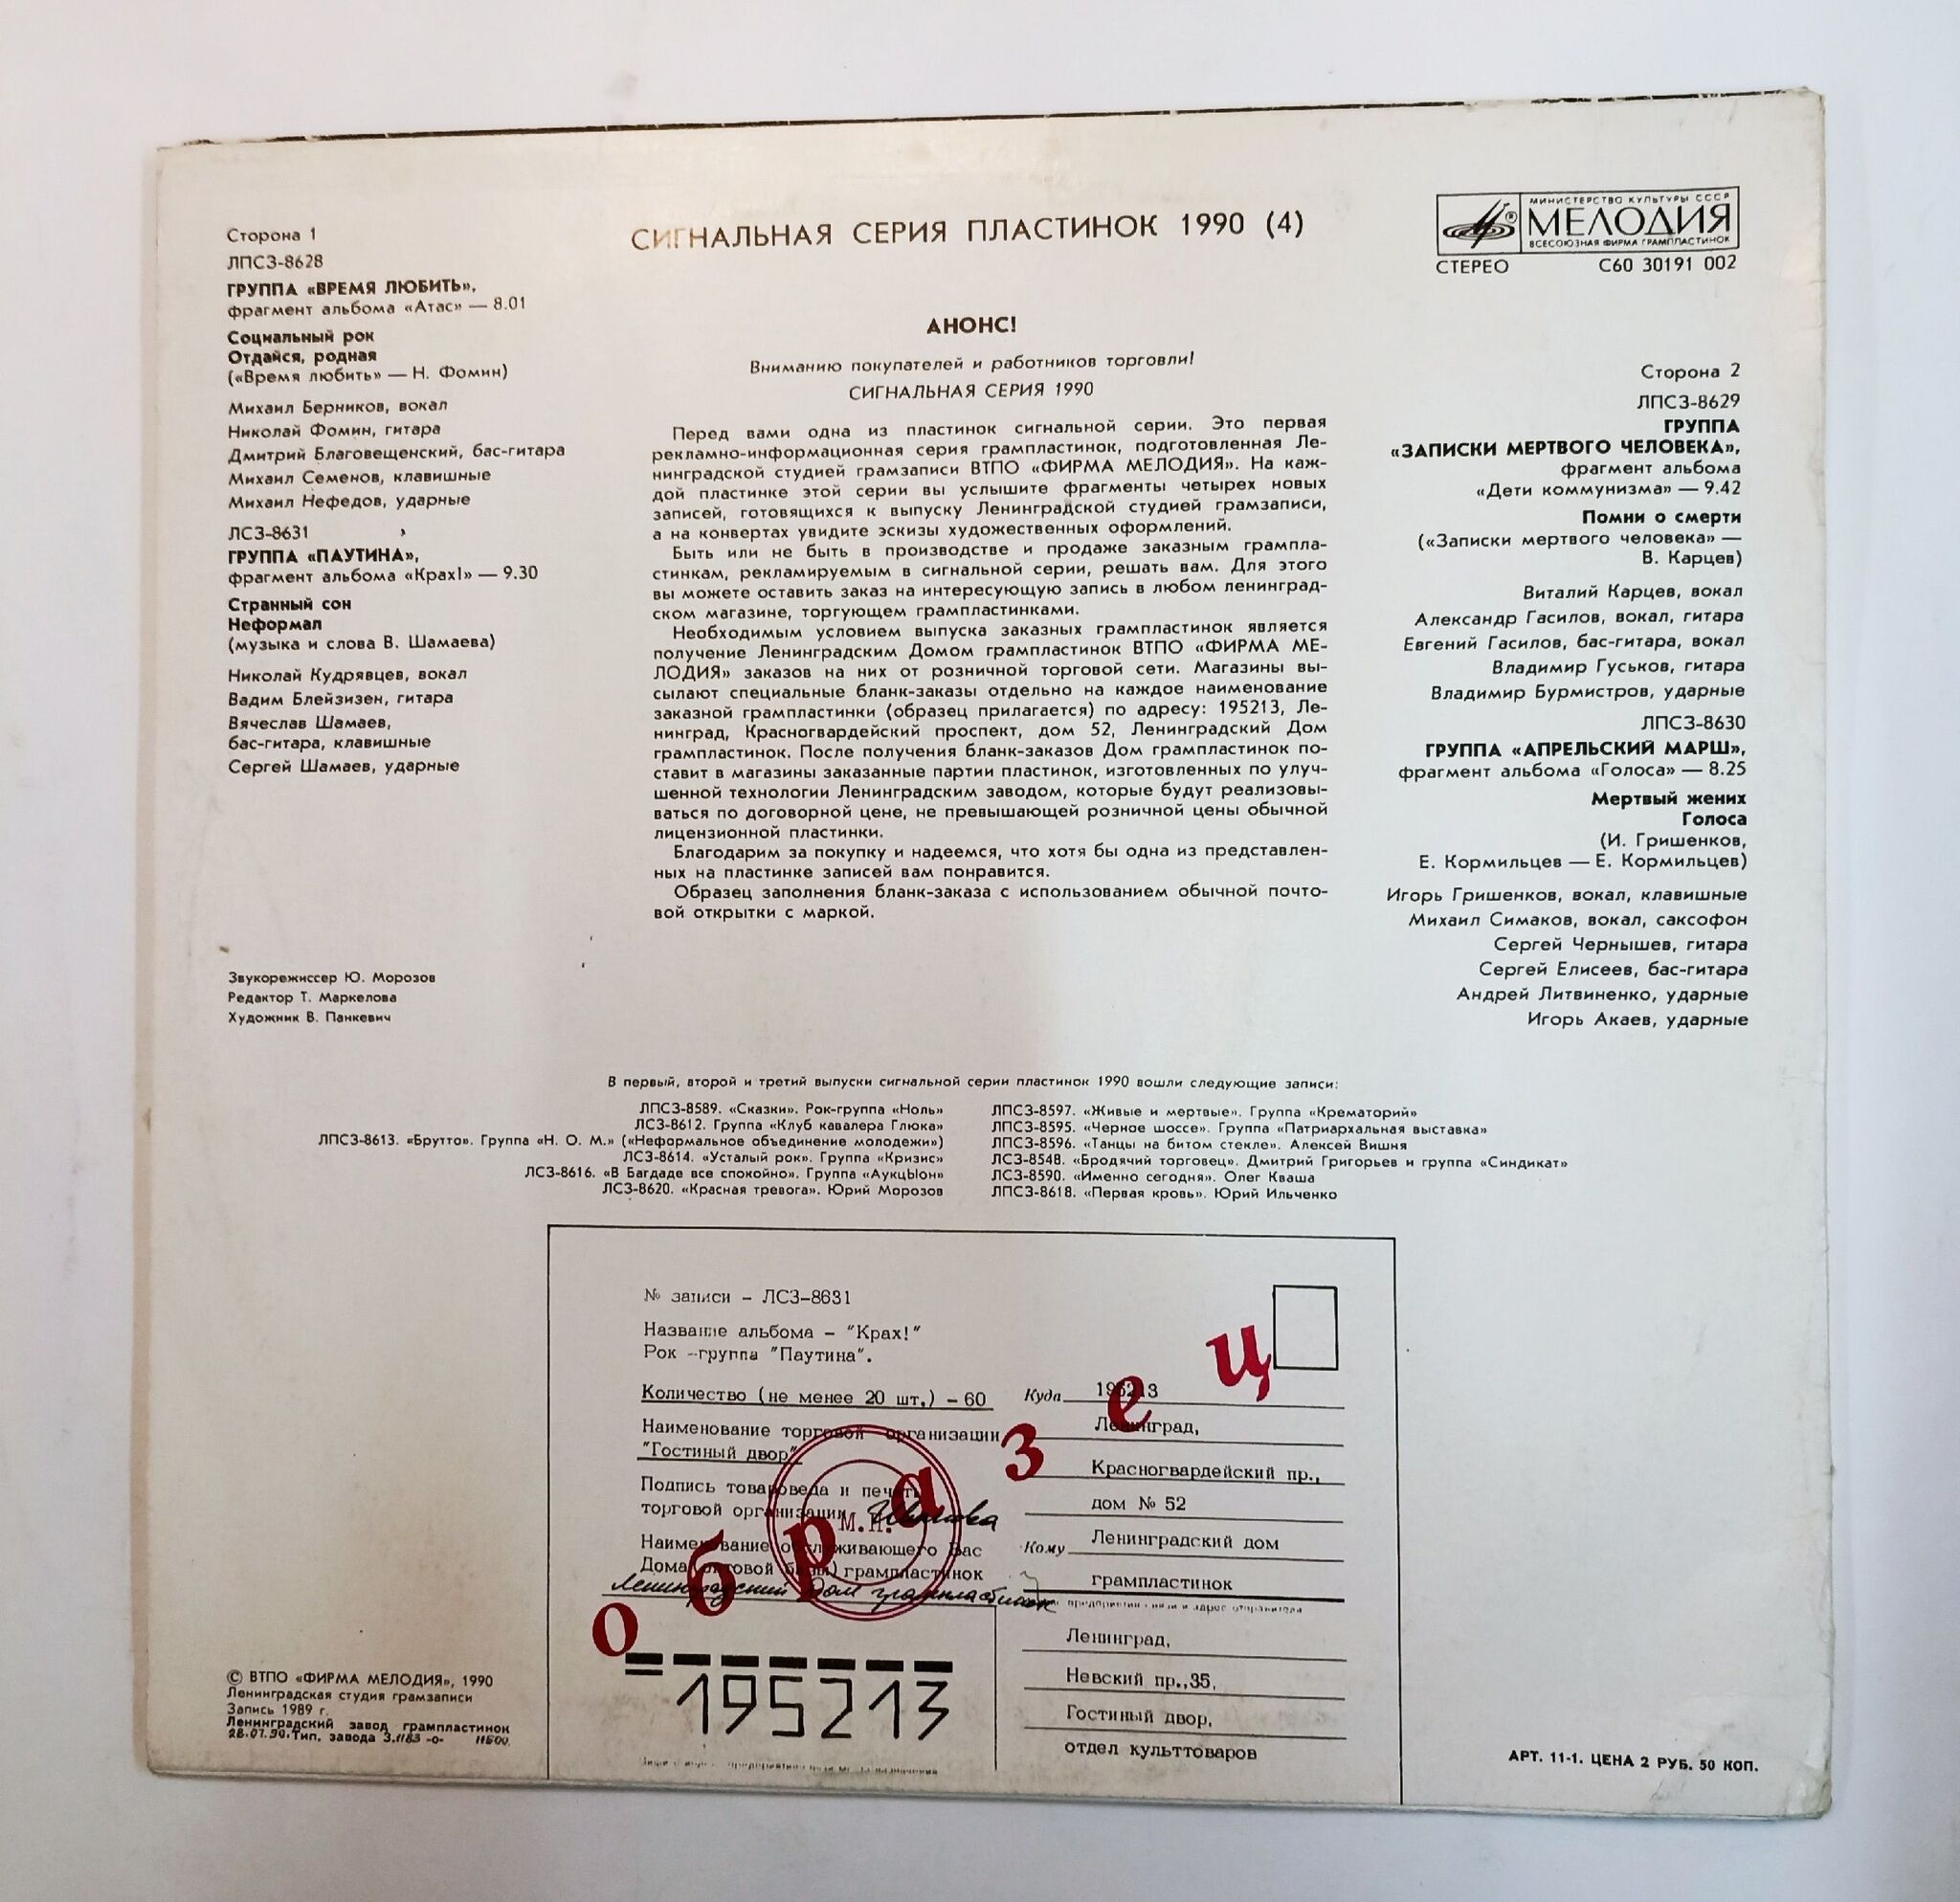 СИГНАЛЬНАЯ СЕРИЯ ПЛАСТИНОК 1990 (4)
МИНИСТЕРСТВО КУЛЬТУРЫ СССР
МЕЛОДИЯ
ВСЕСОЮЗНАЯ ФИРМА ГРАМПЛАСТИНОК
СТЕРЕО С60 30191 002
Сторона 1
ЛПСЗ-8628
ГРУППА «ВРЕМЯ ЛЮБИТЬ»,
фрагмент альбома «Атас» — 8.01
Социальный рок
Отдайся, родная
(«Время любить» — Н. Фомин)
Михаил Берников, вокал
Николай Фомин, гитара
Дмитрий Благовещенский, бас-гитара
Михаил Семенов, клавишные
Михаил Нефедов, ударные
ЛСЗ-8631
ГРУППА «ПАУТИНА»,
фрагмент альбома «Крах!» — 9.30
Странный сон
Неформал
(музыка и слова В. Шамаева)
Николай Кудрявцев, вокал
Вадим Блейзизен, гитара
Вячеслав Шамаев,
бас-гитара, клавишные
Сергей Шамаев, ударные
Звукорежиссер Ю. Морозов
Редактор Т. Маркелова
Художник В. Панкевич
АНОНС!
Вниманию покупателей и работников торговли!
СИГНАЛЬНАЯ СЕРИЯ 1990
Перед вами одна из пластинок сигнальной серии. Это первая
рекламно-информационная серия грампластинок, подготовленная Ле-
нинградской студией грамзаписи ВТПО «ФИРМА МЕЛОДИЯ». На каж-
дой пластинке этой серии вы услышите фрагменты четырех новых
записей, готовящихся к выпуску Ленинградской студией грамзаписи,
а на конвертах увидите эскизы художественных оформлений.
Быть или не быть в производстве и продаже заказным грампла-
стинкам, рекламируемым в сигнальной серии, решать вам. Для этого
вы можете оставить заказ на интересующую запись в любом ленинград-
ском магазине, торгующем грампластинками.
Необходимым условием выпуска заказных грампластинок является
получение Ленинградским Домом грампластинок ВТПО «ФИРМА МЕ-
ЛОДИЯ» заказов на них от розничной торговой сети. Магазины вы-
сылают специальные бланк-заказы отдельно на каждое наименование
заказной грампластинки (образец прилагается) по адресу: 195213, Ле-
нинград, Красногвардейский проспект, дом 52, Ленинградский Дом
грампластинок. После получения бланк-заказов Дом грампластинок по-
ставит в магазины заказанные партии пластинок, изготовленных по улуч-
шенной технологии Ленинградским заводом, которые будут реализовы-
ваться по договорной цене, не превышающей розничной цены обычной
лицензионной пластинки.
Благодарим за покупку и надеемся, что хотя бы одна из представлен-
ных на пластинке записей вам понравится.
Образец заполнения бланк-заказа с использованием обычной почто-
вой открытки с маркой.
Сторона 2
ЛПСЗ-8629
ГРУППА
«ЗАПИСКИ МЕРТВОГО ЧЕЛОВЕКА»,
фрагмент альбома
«Дети коммунизма» — 9.42
Помни о смерти
(«Записки мертвого человека» —
В. Карцев)
Виталий Карцев, вокал
Александр Гасилов, вокал, гитара
Евгений Гасилов, бас-гитара, вокал
Владимир Гуськов, гитара
Владимир Бурмистров, ударные
ЛПСЗ-8630
ГРУППА «АПРЕЛЬСКИЙ МАРШ»,
фрагмент альбома «Голоса» — 8.25
Мертвый жених
Голоса
(И. Гришенков,
Е. Кормильцев — Е. Кормильцев)
Игорь Гришенков, вокал, клавишные
Михаил Симаков, вокал, саксофон
Сергей Чернышев, гитара
Сергей Елисеев, бас-гитара
Андрей Литвиненко, ударные
Игорь Акаев, ударные
В первый, второй и третий выпуски сигнальной серии пластинок 1990 вошли следующие записи:
ЛПСЗ-8589. «Сказки». Рок-группа «Ноль»
ЛСЗ-8612. Группа «Клуб кавалера Глюка»
ЛПСЗ-8613. «Брутто». Группа «Н. О. М.» («Неформальное объединение молодежи»)
ЛСЗ-8614. «Усталый рок». Группа «Кризис»
ЛСЗ-8616. «В Багдаде все спокойно». Группа «АукцЫон»
ЛСЗ-8620. «Красная тревога». Юрий Морозов
ЛПСЗ-8597. «Живые и мертвые». Группа «Крематорий»
ЛПСЗ-8595. «Черное шоссе». Группа «Патриархальная выставка»
ЛПСЗ-8596. «Танцы на битом стекле». Алексей Вишня
ЛСЗ-8548. «Бродячий торговец». Дмитрий Григорьев и группа «Синдикат»
ЛСЗ-8590. «Именно сегодня». Олег Кваша
ЛПСЗ-8618. «Первая кровь». Юрий Ильченко
№ записи - ЛСЗ-8631
Название альбома - "Крах!"
Рок -группа "Паутина".
Количество (не менее 20 шт.) - 60
Наименование торговой организации
"Гостиный двор"
Подпись товароведа и печать
торговой организации
М.П.
Наименование обслуживающего Вас
Дома (оптовой базы) грампластинок
Ленинградский Дом грампластинок
образец
195213
Куда 195213
Ленинград,
Красногвардейский пр.,
дом № 52
Кому Ленинградский дом
грампластинок
Ленинград,
Невский пр.,35,
Гостиный двор,
отдел культтоваров
© ВТПО «ФИРМА МЕЛОДИЯ», 1990
Ленинградская студия грамзаписи
Запись 1989 г.
Ленинградский завод грампластинок
28.07.90. Тип. завода З.1183 -о- 11500
АРТ. 11-1. ЦЕНА 2 РУБ. 50 КОП.